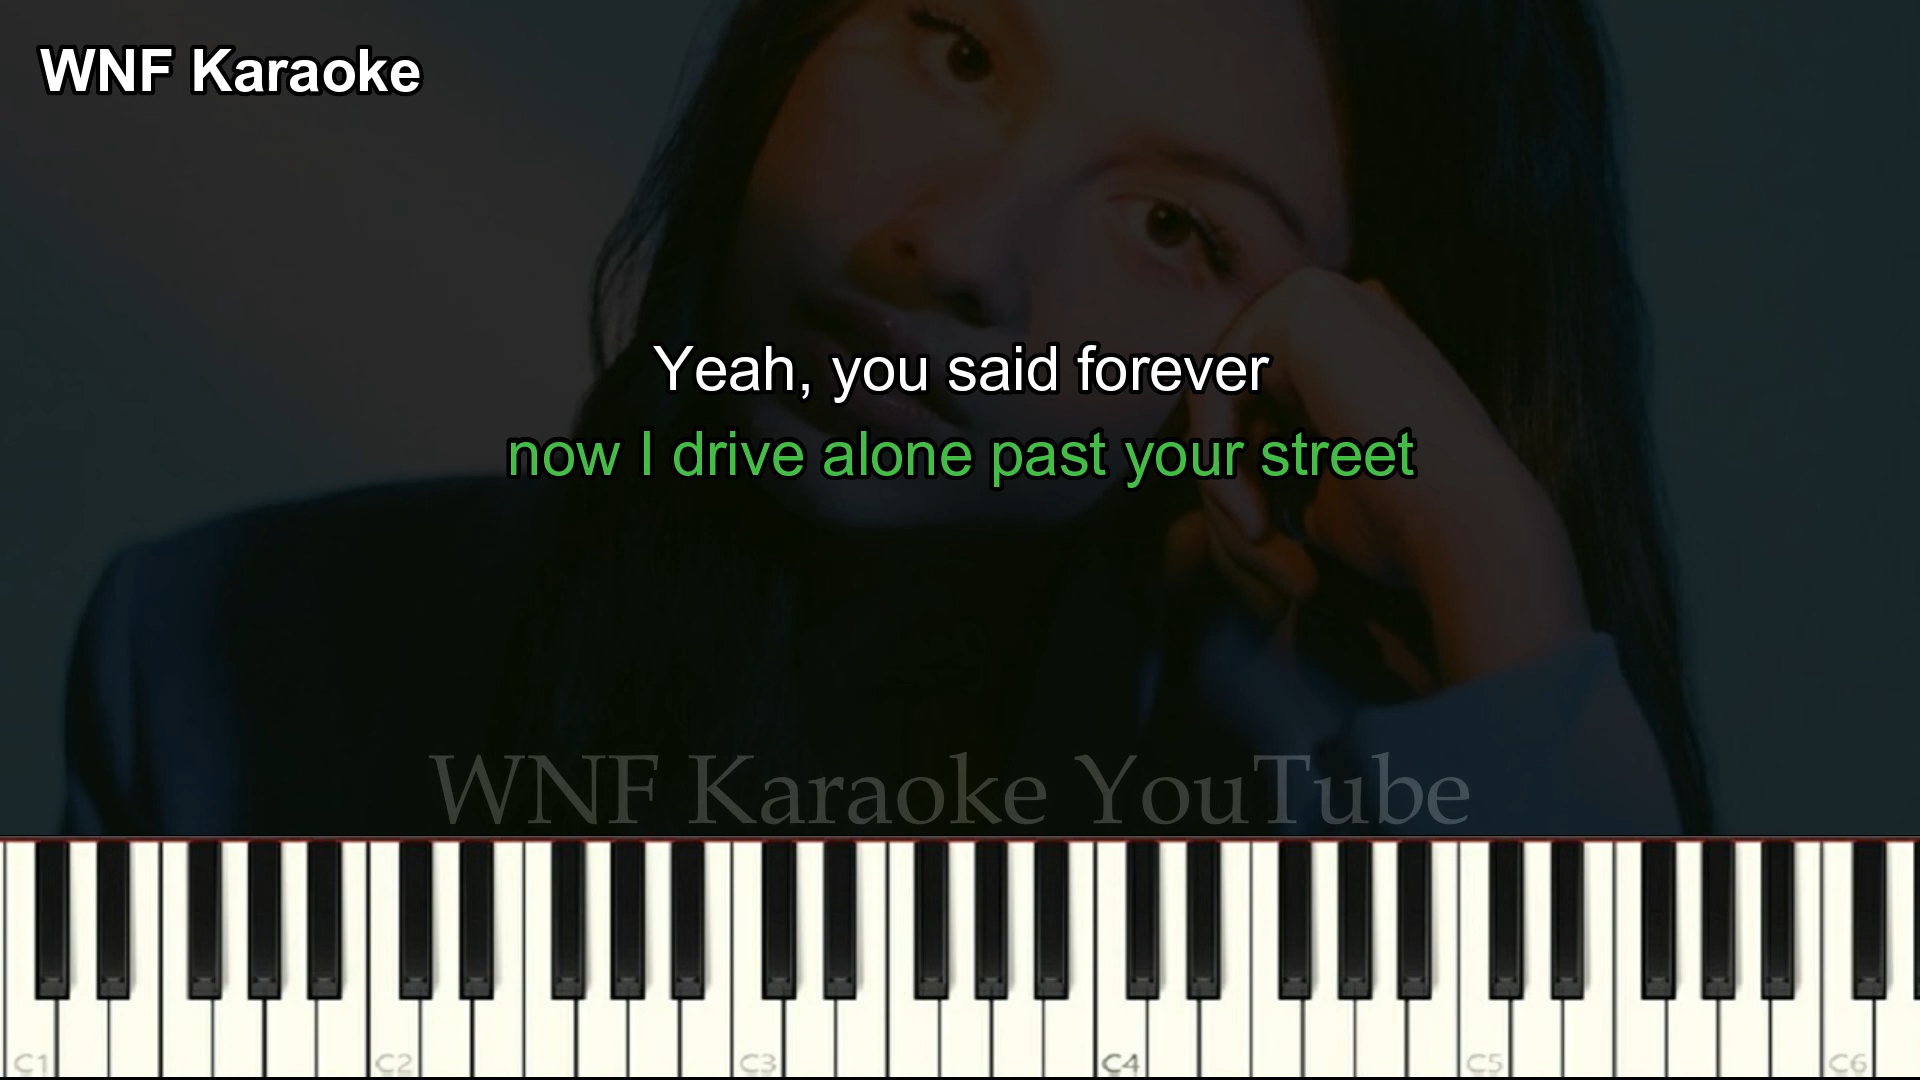 WNF Karaoke
Yeah, you said forever
now I drive alone past your street
WNF Karaoke YouTube
C1 C2 C3 C4 C5 C6